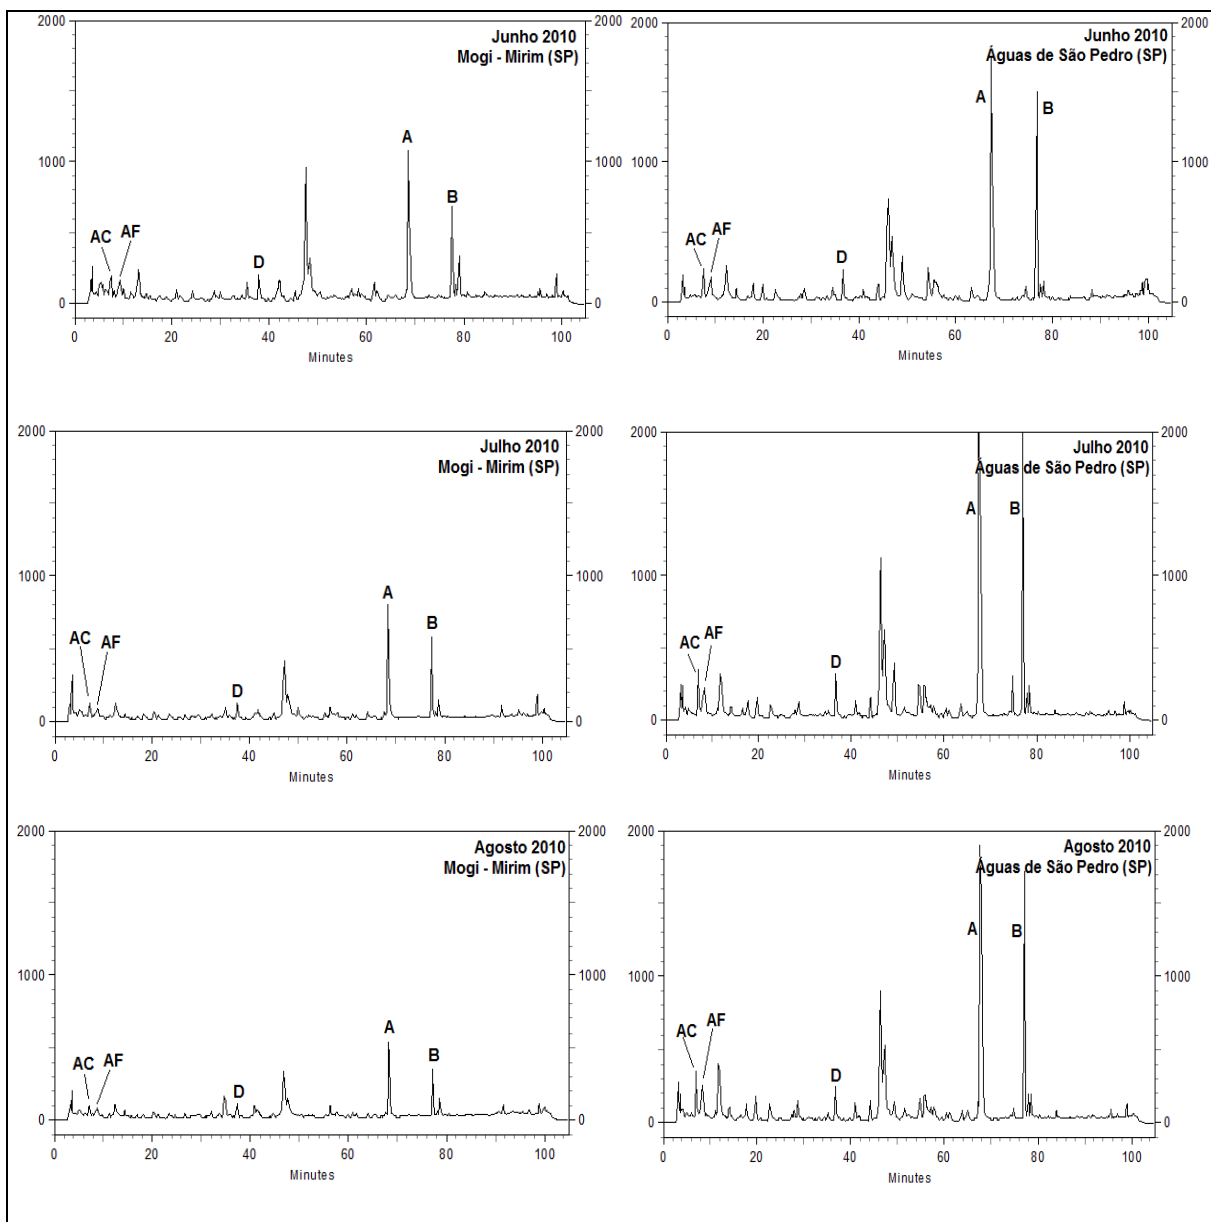 2000
2000
Junho 2010
Mogi - Mirim (SP)
A
1000
1000
B
AC
AF
D
0
0
0
20
40
60
80
100
Minutes
2000
2000
Junho 2010
Águas de São Pedro (SP)
A
B
1000
1000
AC
AF
D
0
0
0
20
40
60
80
100
Minutes
2000
2000
Julho 2010
Mogi - Mirim (SP)
1000
1000
A
B
AC
AF
D
0
0
0
20
40
60
80
100
Minutes
2000
2000
Julho 2010
Águas de São Pedro (SP)
A
B
1000
1000
AC
AF
D
0
0
0
20
40
60
80
100
Minutes
2000
2000
Agosto 2010
Mogi - Mirim (SP)
1000
1000
A
B
AC
AF
D
0
0
0
20
40
60
80
100
Minutes
2000
2000
Agosto 2010
Águas de São Pedro (SP)
A
B
1000
1000
AC
AF
D
0
0
0
20
40
60
80
100
Minutes